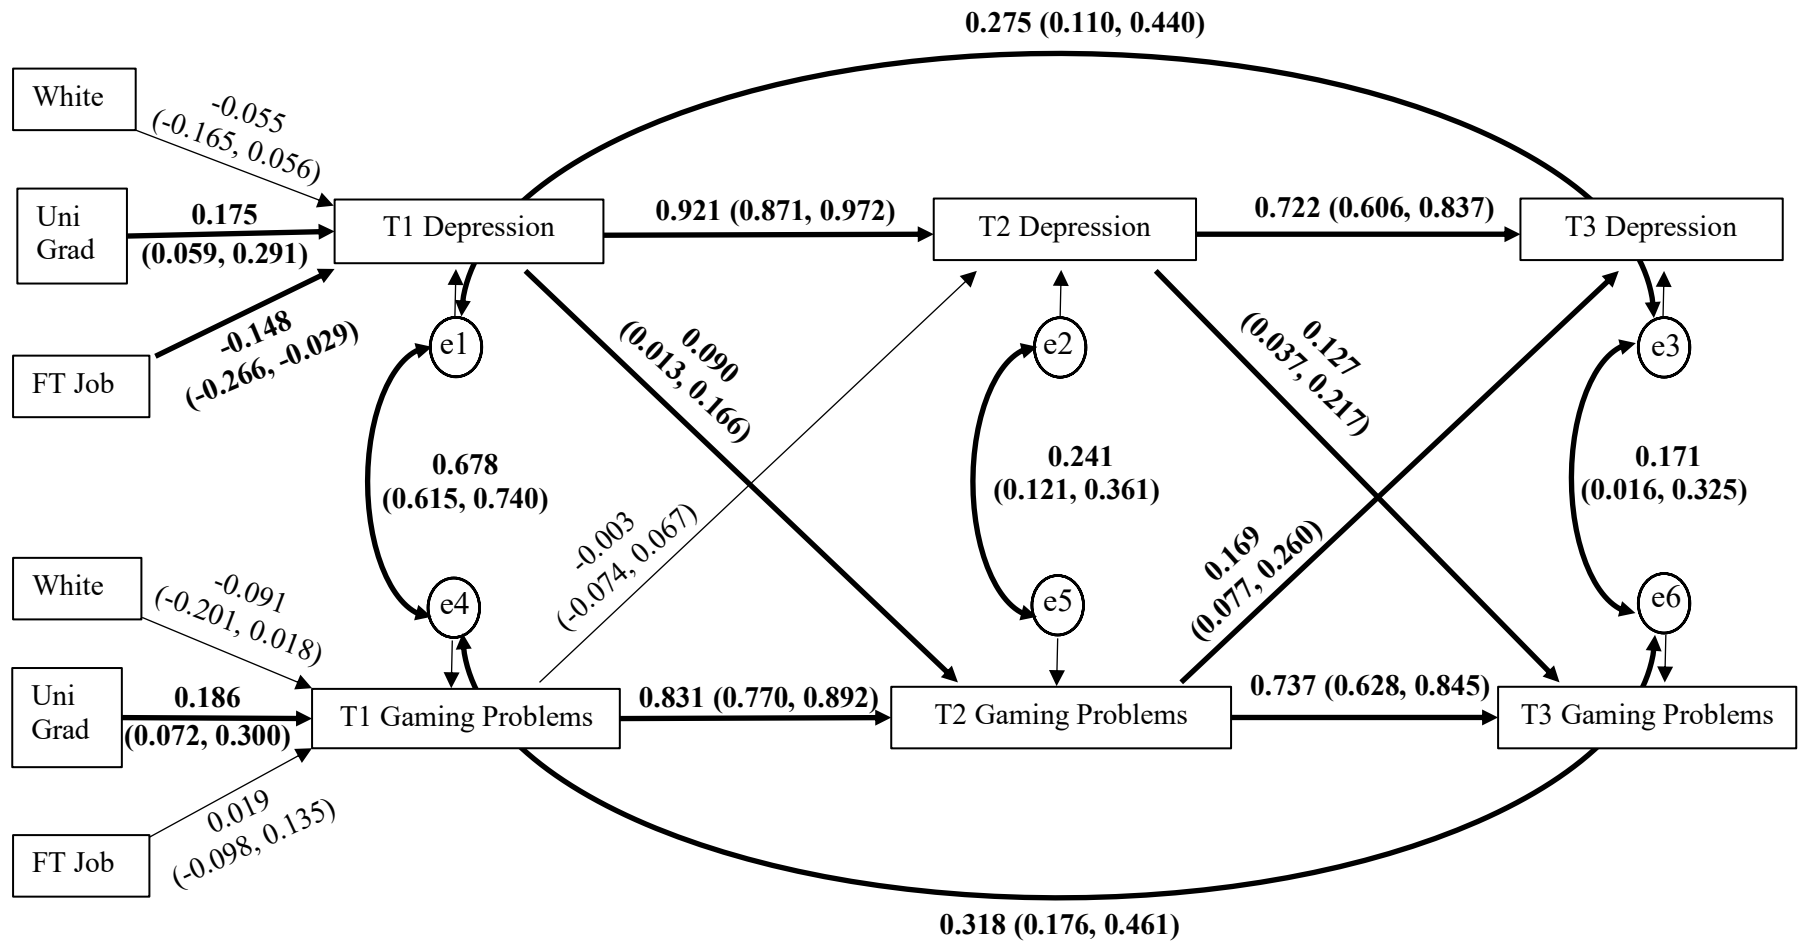 0.275 (0.110, 0.440)
White
-0.055
(-0.165, 0.056)
Uni
Grad
0.175
(0.059, 0.291)
T1 Depression
0.921 (0.871, 0.972)
T2 Depression
0.722 (0.606, 0.837)
T3 Depression
FT Job
-0.148
(-0.266, -0.029)
e1
0.090
(0.013, 0.166)
e2
0.127
(0.037, 0.217)
e3
0.678
(0.615, 0.740)
0.241
(0.121, 0.361)
0.171
(0.016, 0.325)
-0.003
(-0.074, 0.067)
0.169
(0.077, 0.260)
White
-0.091
(-0.201, 0.018)
e4
e5
e6
Uni
Grad
0.186
(0.072, 0.300)
T1 Gaming Problems
0.831 (0.770, 0.892)
T2 Gaming Problems
0.737 (0.628, 0.845)
T3 Gaming Problems
FT Job
0.019
(-0.098, 0.135)
0.318 (0.176, 0.461)